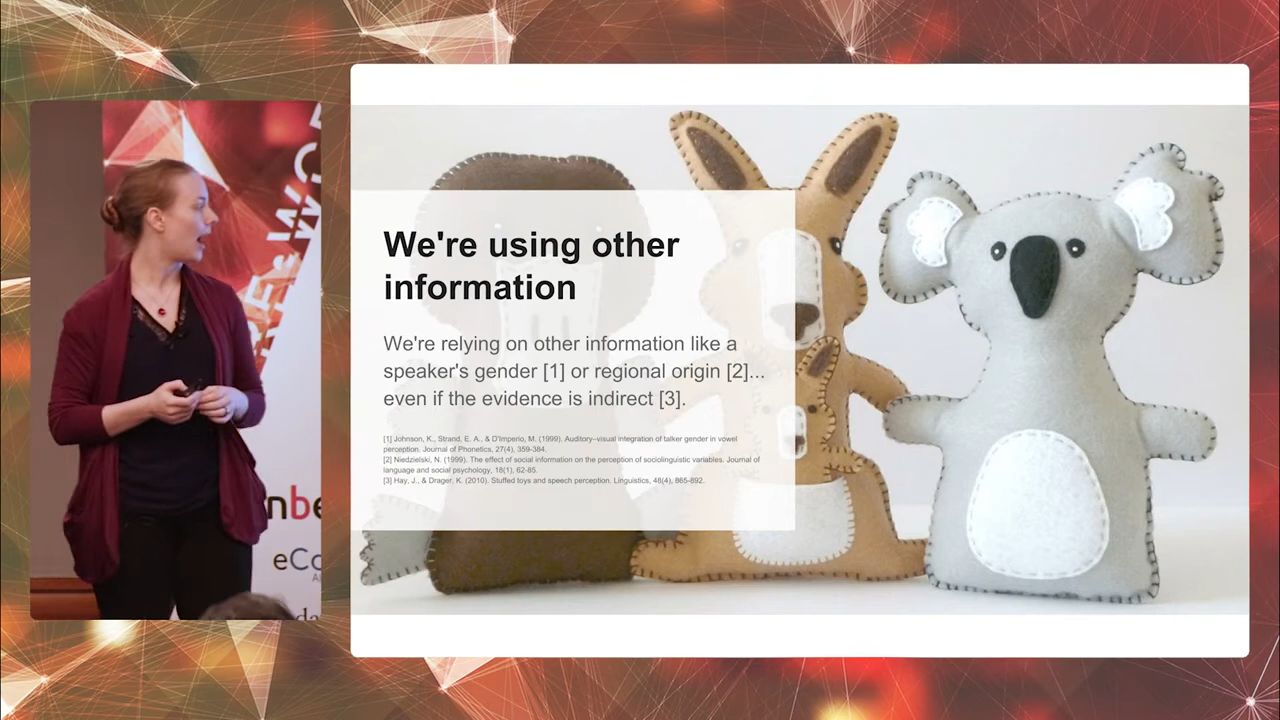 We're using other
information
We're relying on other information like a
speaker's gender [1] or regional origin [2]...
even if the evidence is indirect [3].
[1] Johnson, K., Strand, E. A., & D'Imperio, M. (1999). Auditory–visual integration of talker gender in vowel
perception. Journal of Phonetics, 27(4), 359-384.
[2] Niedzielski, N. (1999). The effect of social information on the perception of sociolinguistic variables. Journal of
language and social psychology, 18(1), 62-85.
[3] Hay, J., & Drager, K. (2010). Stuffed toys and speech perception. Linguistics, 48(4), 865-892.
nbe
eCo
da